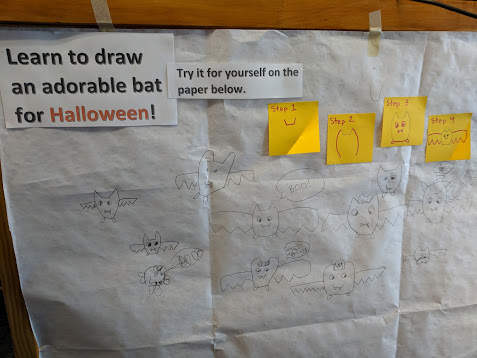 Learn to draw
an adorable bat
for Halloween!
Try it for yourself on the
paper below.
Step 1
Step 2
Step 3
Step 4
BOO!